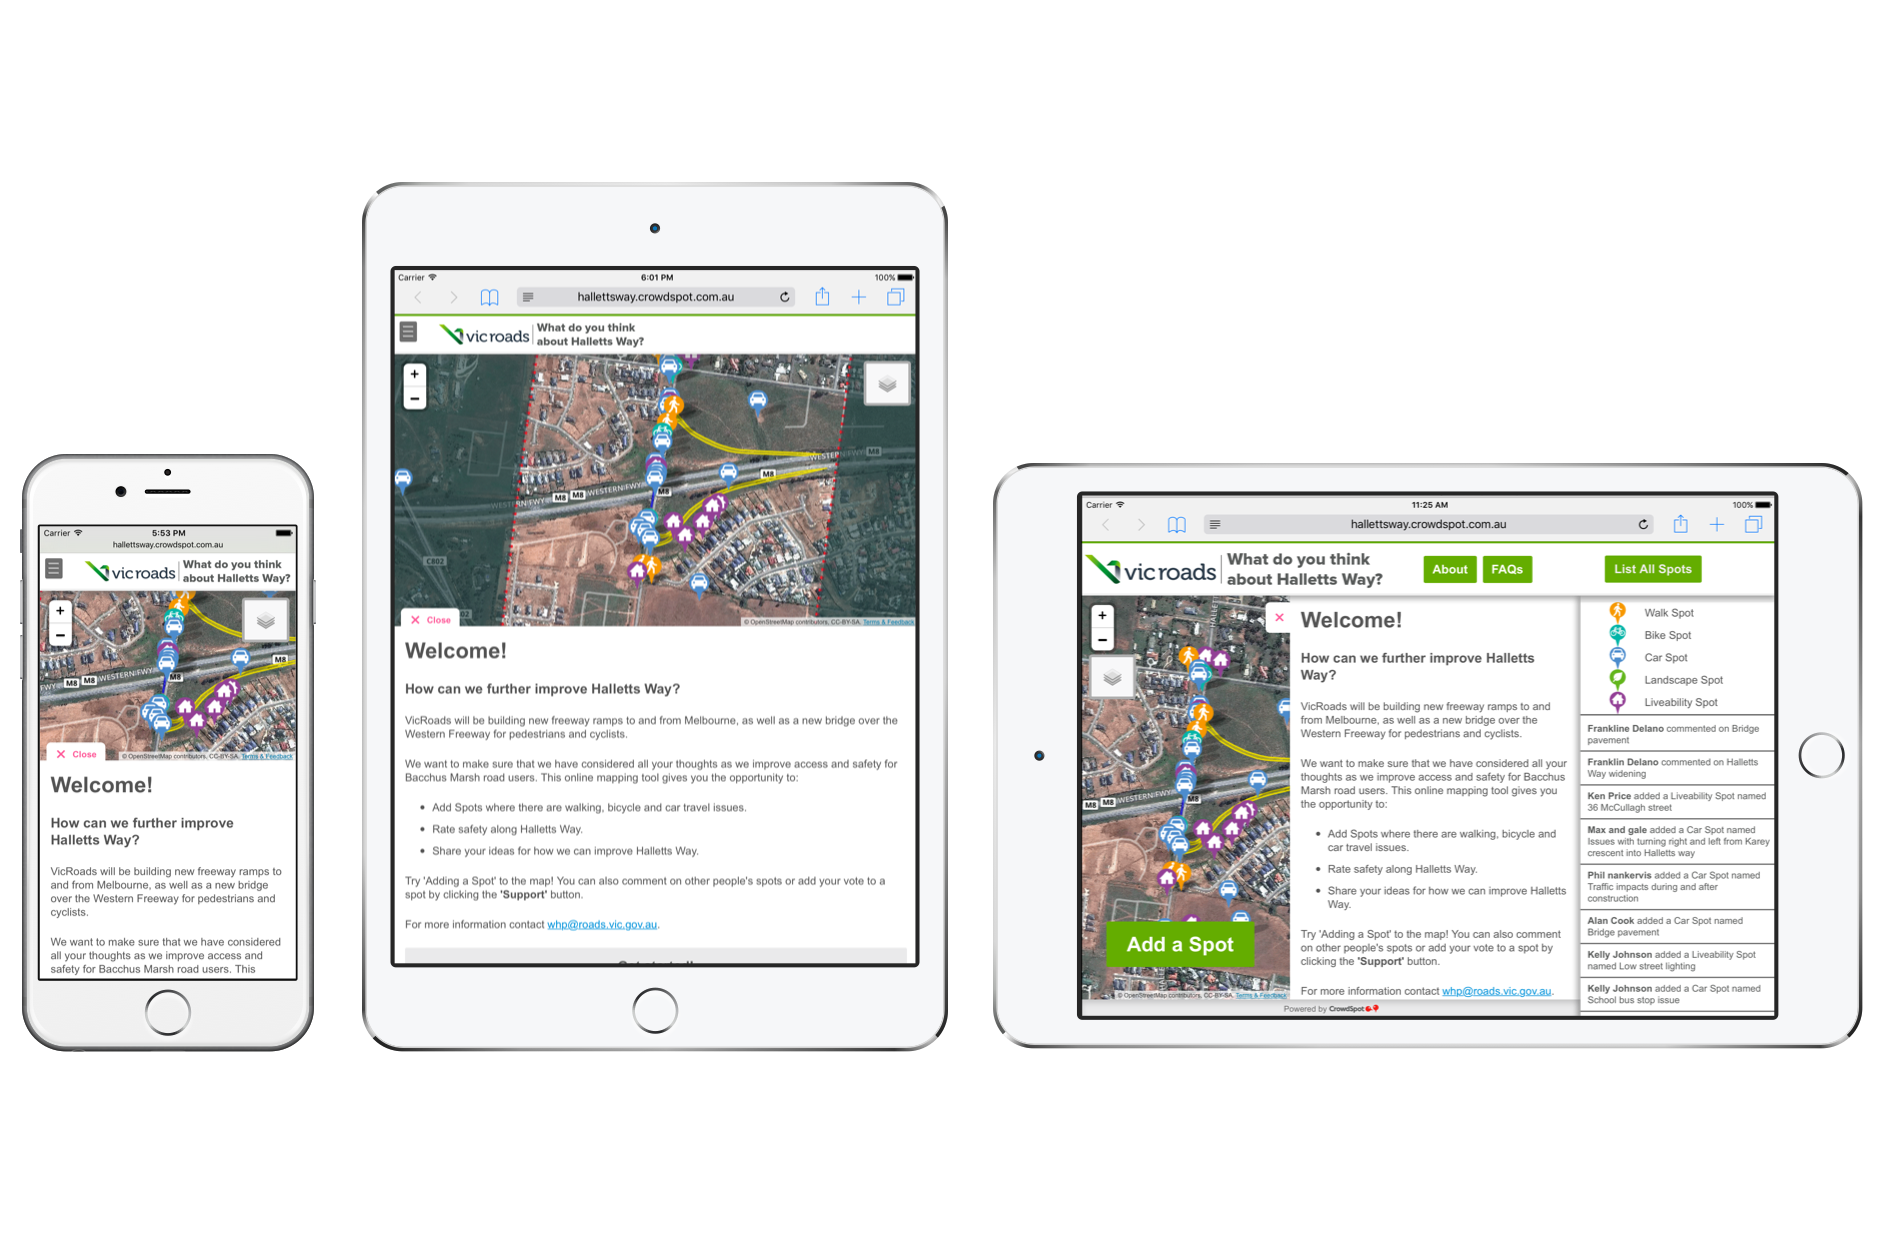 Carrier
5:53 PM
hallettsway.crowdspot.com.au
vic roads
What do you think
about Halletts Way?
+
−
M8
M8
M8
WESTERN FWY
FWY
M8
Close
© OpenStreetMap contributors, CC-BY-SA, Terms & Feedback
Welcome!
How can we further improve
Halletts Way?
VicRoads will be building new freeway ramps to
and from Melbourne, as well as a new bridge
over the Western Freeway for pedestrians and
cyclists.
We want to make sure that we have considered
all your thoughts as we improve access and
safety for Bacchus Marsh road users. This
Carrier
6:01 PM
100%
hallettsway.crowdspot.com.au
vic roads
What do you think
about Halletts Way?
+
−
WESTERN
M8
M8
M8
M8
M8
WESTERN FWY
WESTERN FWY
C802
02
Close
© OpenStreetMap contributors, CC-BY-SA, Terms & Feedback
Welcome!
How can we further improve Halletts Way?
VicRoads will be building new freeway ramps to and from Melbourne, as well as a new bridge over the
Western Freeway for pedestrians and cyclists.
We want to make sure that we have considered all your thoughts as we improve access and safety for
Bacchus Marsh road users. This online mapping tool gives you the opportunity to:
• Add Spots where there are walking, bicycle and car travel issues.
• Rate safety along Halletts Way.
• Share your ideas for how we can improve Halletts Way.
Try 'Adding a Spot' to the map! You can also comment on other people's spots or add your vote to a
spot by clicking the 'Support' button.
For more information contact whp@roads.vic.gov.au.
Carrier
11:25 AM
100%
hallettsway.crowdspot.com.au
vic roads
What do you think
about Halletts Way?
About
FAQs
List All Spots
+
−
M8
M8
WESTERN FWY
Add a Spot
© OpenStreetMap contributors, CC-BY-SA, Terms & Feedback
Welcome!
How can we further improve Halletts
Way?
VicRoads will be building new freeway ramps to and
from Melbourne, as well as a new bridge over the
Western Freeway for pedestrians and cyclists.
We want to make sure that we have considered all your
thoughts as we improve access and safety for Bacchus
Marsh road users. This online mapping tool gives you
the opportunity to:
• Add Spots where there are walking, bicycle and
car travel issues.
• Rate safety along Halletts Way.
• Share your ideas for how we can improve Halletts
Way.
Try 'Adding a Spot' to the map! You can also comment
on other people's spots or add your vote to a spot by
clicking the 'Support' button.
For more information contact whp@roads.vic.gov.au.
Walk Spot
Bike Spot
Car Spot
Landscape Spot
Liveability Spot
Frankline Delano commented on Bridge
pavement
Franklin Delano commented on Halletts
Way widening
Ken Price added a Liveability Spot named
36 McCullagh street
Max and gale added a Car Spot named
Issues with turning right and left from Karey
crescent into Halletts way
Phil nankervis added a Car Spot named
Traffic impacts during and after
construction
Alan Cook added a Car Spot named
Bridge pavement
Kelly Johnson added a Liveability Spot
named Low street lighting
Kelly Johnson added a Car Spot named
School bus stop issue
Powered by CrowdSpot